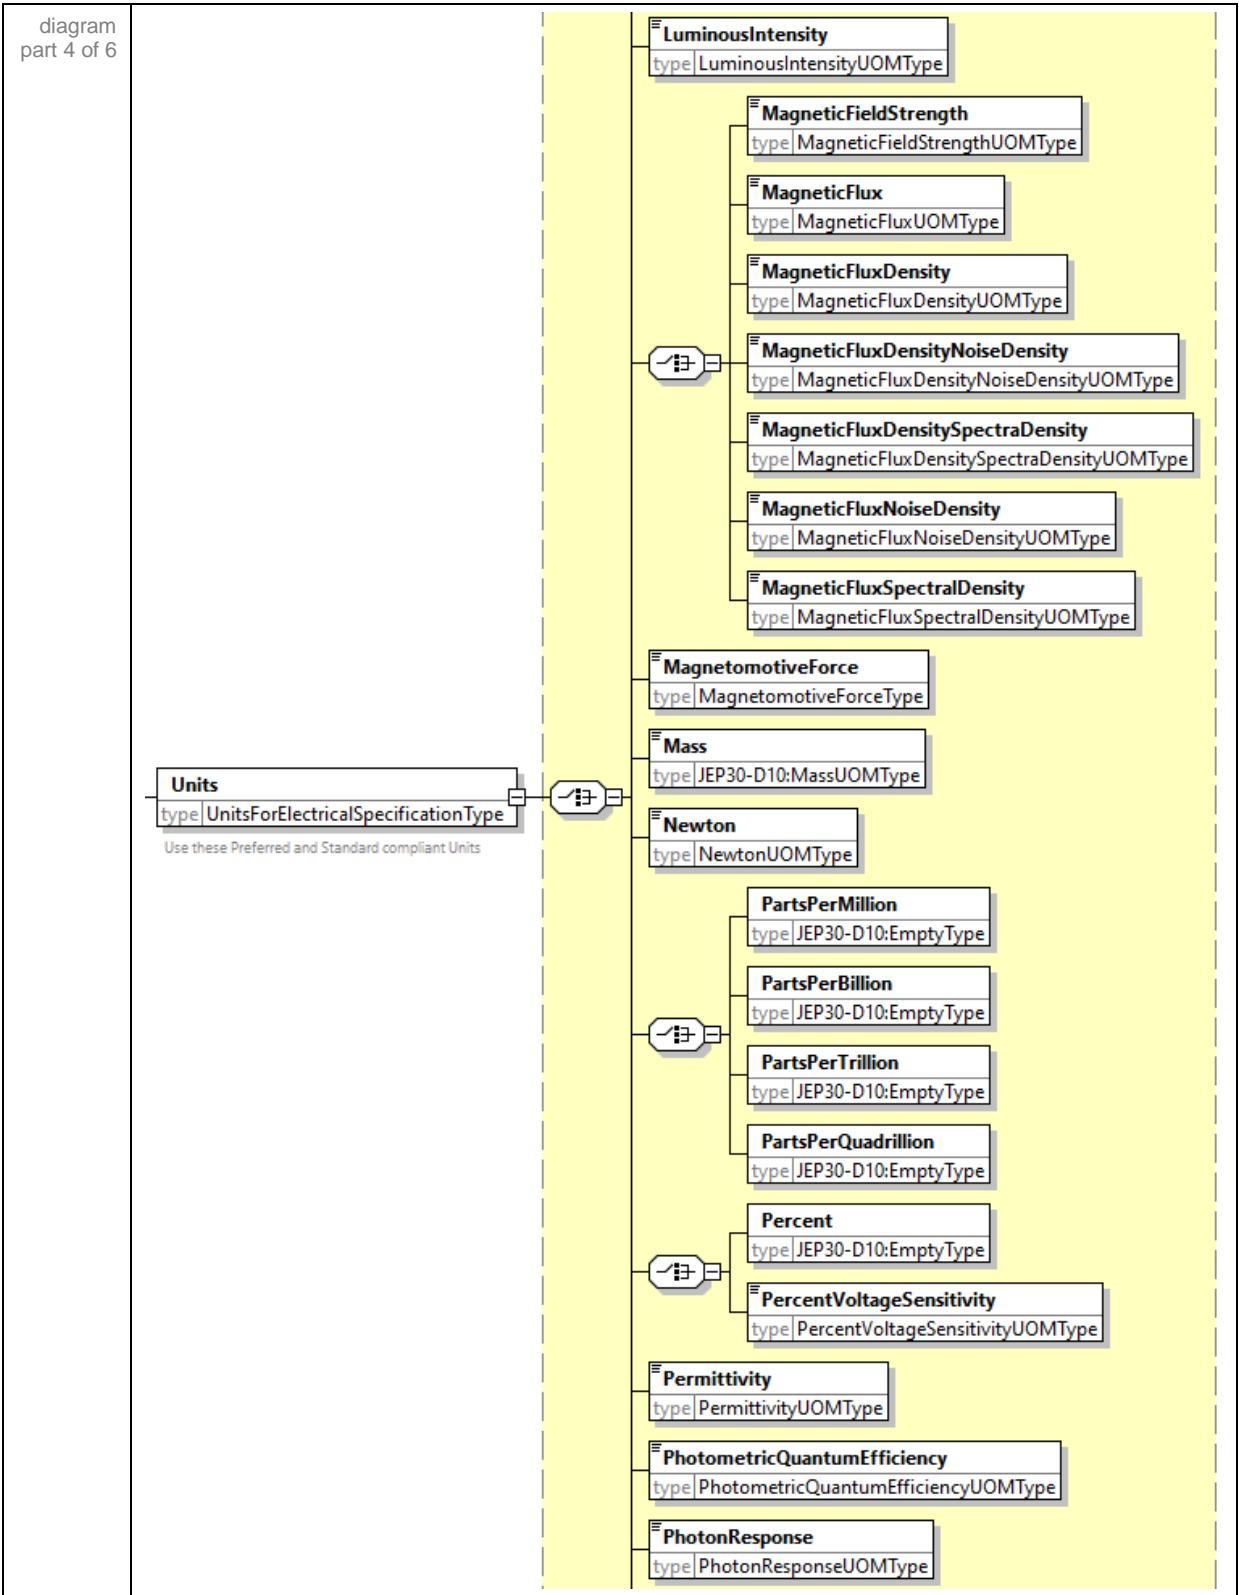 diagram
part 4 of 6
LuminousIntensity
type LuminousIntensityUOMType
MagneticFieldStrength
type MagneticFieldStrengthUOMType
MagneticFlux
type MagneticFluxUOMType
MagneticFluxDensity
type MagneticFluxDensityUOMType
MagneticFluxDensityNoiseDensity
type MagneticFluxDensityNoiseDensityUOMType
MagneticFluxDensitySpectraDensity
type MagneticFluxDensitySpectraDensityUOMType
MagneticFluxNoiseDensity
type MagneticFluxNoiseDensityUOMType
MagneticFluxSpectralDensity
type MagneticFluxSpectralDensityUOMType
MagnetomotiveForce
type MagnetomotiveForceType
Mass
type JEP30-D10:MassUOMType
Units
type UnitsForElectricalSpecificationType
Use these Preferred and Standard compliant Units
Newton
type NewtonUOMType
PartsPerMillion
type JEP30-D10:EmptyType
PartsPerBillion
type JEP30-D10:EmptyType
PartsPerTrillion
type JEP30-D10:EmptyType
PartsPerQuadrillion
type JEP30-D10:EmptyType
Percent
type JEP30-D10:EmptyType
PercentVoltageSensitivity
type PercentVoltageSensitivityUOMType
Permittivity
type PermittivityUOMType
PhotometricQuantumEfficiency
type PhotometricQuantumEfficiencyUOMType
PhotonResponse
type PhotonResponseUOMType